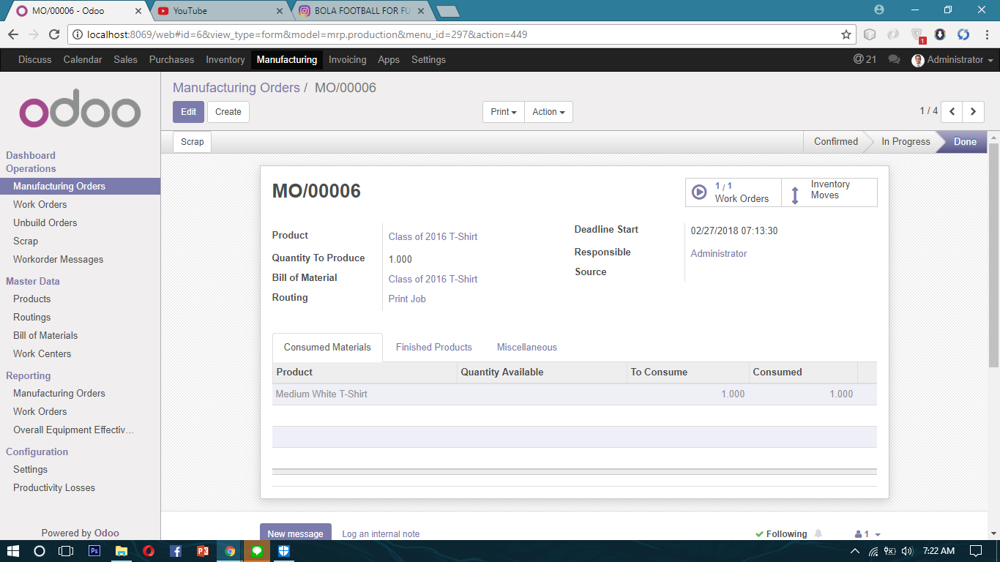 MO/00006 - Odoo
YouTube
BOLA FOOTBALL FOR FU
localhost:8069/web#id=6&view_type=form&model=mrp.production&menu_id=297&action=449
1
Discuss Calendar Sales Purchases Inventory Manufacturing Invoicing Apps Settings
@ 21 Administrator
odoo
Manufacturing Orders / MO/00006
Edit Create
Print Action
1 / 4
Scrap
Confirmed In Progress Done
Dashboard
Operations
Manufacturing Orders
Work Orders
Unbuild Orders
Scrap
Workorder Messages
Master Data
Products
Routings
Bill of Materials
Work Centers
Reporting
Manufacturing Orders
Work Orders
Overall Equipment Effectiv...
Configuration
Settings
Productivity Losses
Powered by Odoo
MO/00006
1 / 1
Work Orders
Inventory
Moves
Product Class of 2016 T-Shirt
Quantity To Produce 1.000
Bill of Material Class of 2016 T-Shirt
Routing Print Job
Deadline Start 02/27/2018 07:13:30
Responsible Administrator
Source
Consumed Materials Finished Products Miscellaneous
Product Quantity Available To Consume Consumed
Medium White T-Shirt 1.000 1.000
New message Log an internal note
Following 1
Ps
7:22 AM